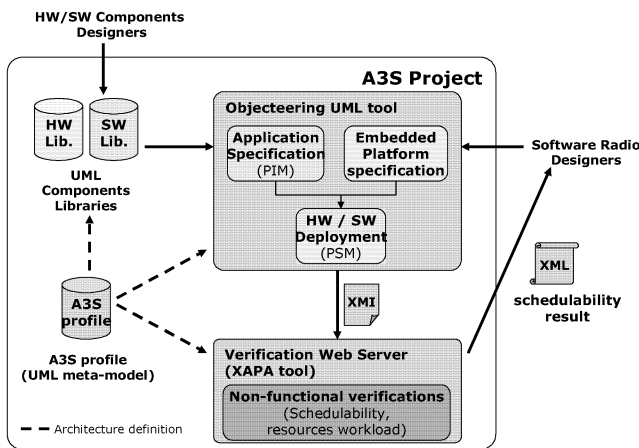 HW/SW Components
Designers
A3S Project
HW
Lib.
SW
Lib.
UML
Components
Libraries
Objecteering UML tool
Application
Specification
(PIM)
Embedded
Platform
specification
HW / SW
Deployment
(PSM)
Software Radio
Designers
XML
schedulability
result
XMI
A3S
profile
A3S profile
(UML meta-model)
Verification Web Server
(XAPA tool)
Non-functional verifications
(Schedulability,
resources workload)
Architecture definition